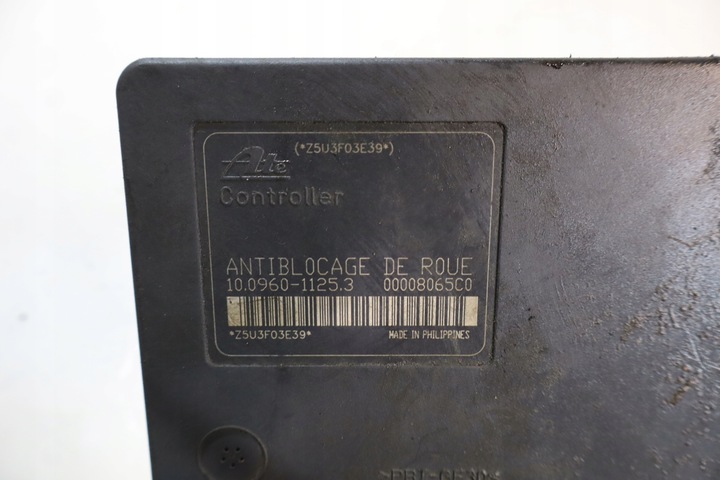 (*Z5U3F03E39*)
Ate
Controller
ANTIBLOCAGE DE ROUE
10.0960-1125.3 00008065C0
*Z5U3F03E39* MADE IN PHILIPPINES